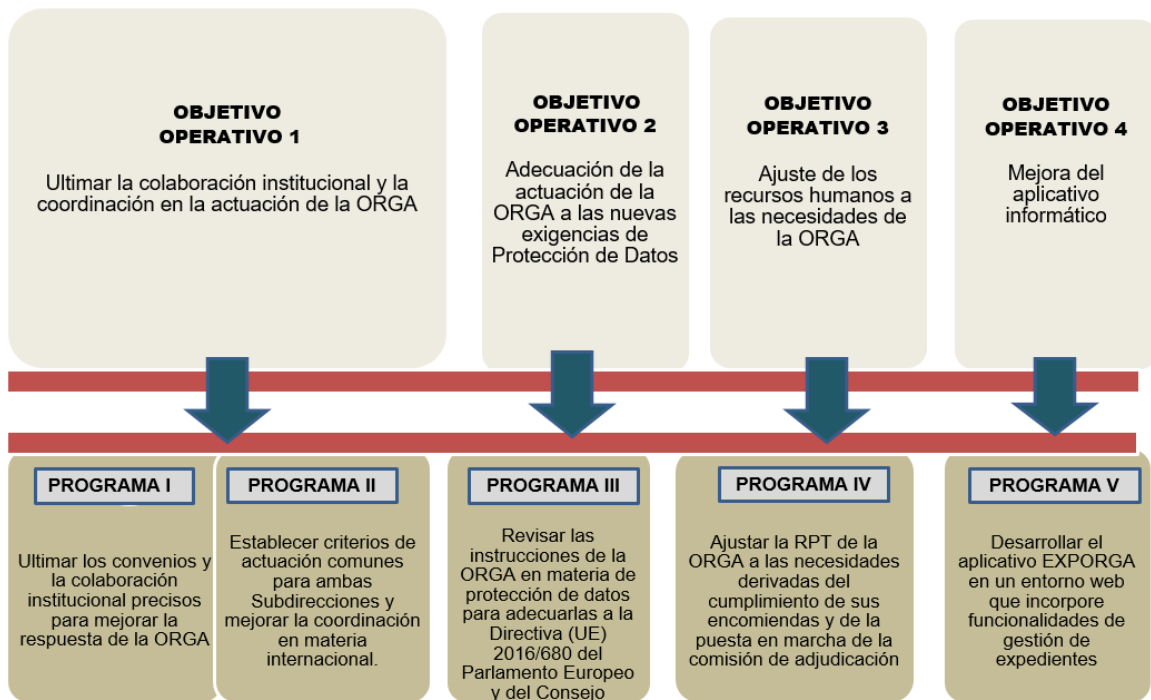 OBJETIVO
OPERATIVO 1
Ultimar la colaboración institucional y la
coordinación en la actuación de la ORGA
OBJETIVO
OPERATIVO 2
Adecuación de la
actuación de la
ORGA a las nuevas
exigencias de
Protección de Datos
OBJETIVO
OPERATIVO 3
Ajuste de los
recursos humanos a
las necesidades de
la ORGA
OBJETIVO
OPERATIVO 4
Mejora del
aplicativo
informático
PROGRAMA I
Ultimar los convenios y
la colaboración
institucional precisos
para mejorar la
respuesta de la ORGA
PROGRAMA II
Establecer criterios de
actuación comunes
para ambas
Subdirecciones y
mejorar la coordinación
en materia
internacional.
PROGRAMA III
Revisar las
instrucciones de la
ORGA en materia de
protección de datos
para adecuarlas a la
Directiva (UE)
2016/680 del
Parlamento Europeo
y del Consejo
PROGRAMA IV
Ajustar la RPT de la
ORGA a las necesidades
derivadas del
cumplimiento de sus
encomiendas y de la
puesta en marcha de la
comisión de adjudicación
PROGRAMA V
Desarrollar el
aplicativo EXPORGA
en un entorno web
que incorpore
funcionalidades de
gestión de
expedientes